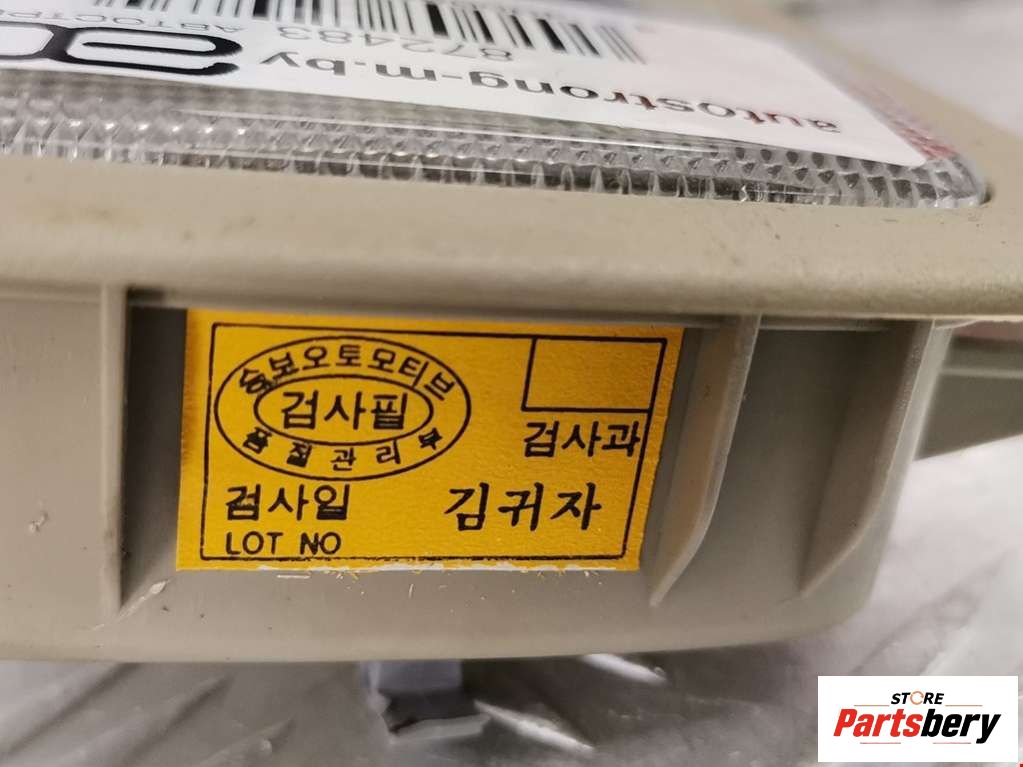 872483
autostrong-m.by
승보오토모티브
검사필
품질관리부
검사과
검사일
김귀자
LOT NO
STORE
Partsbery